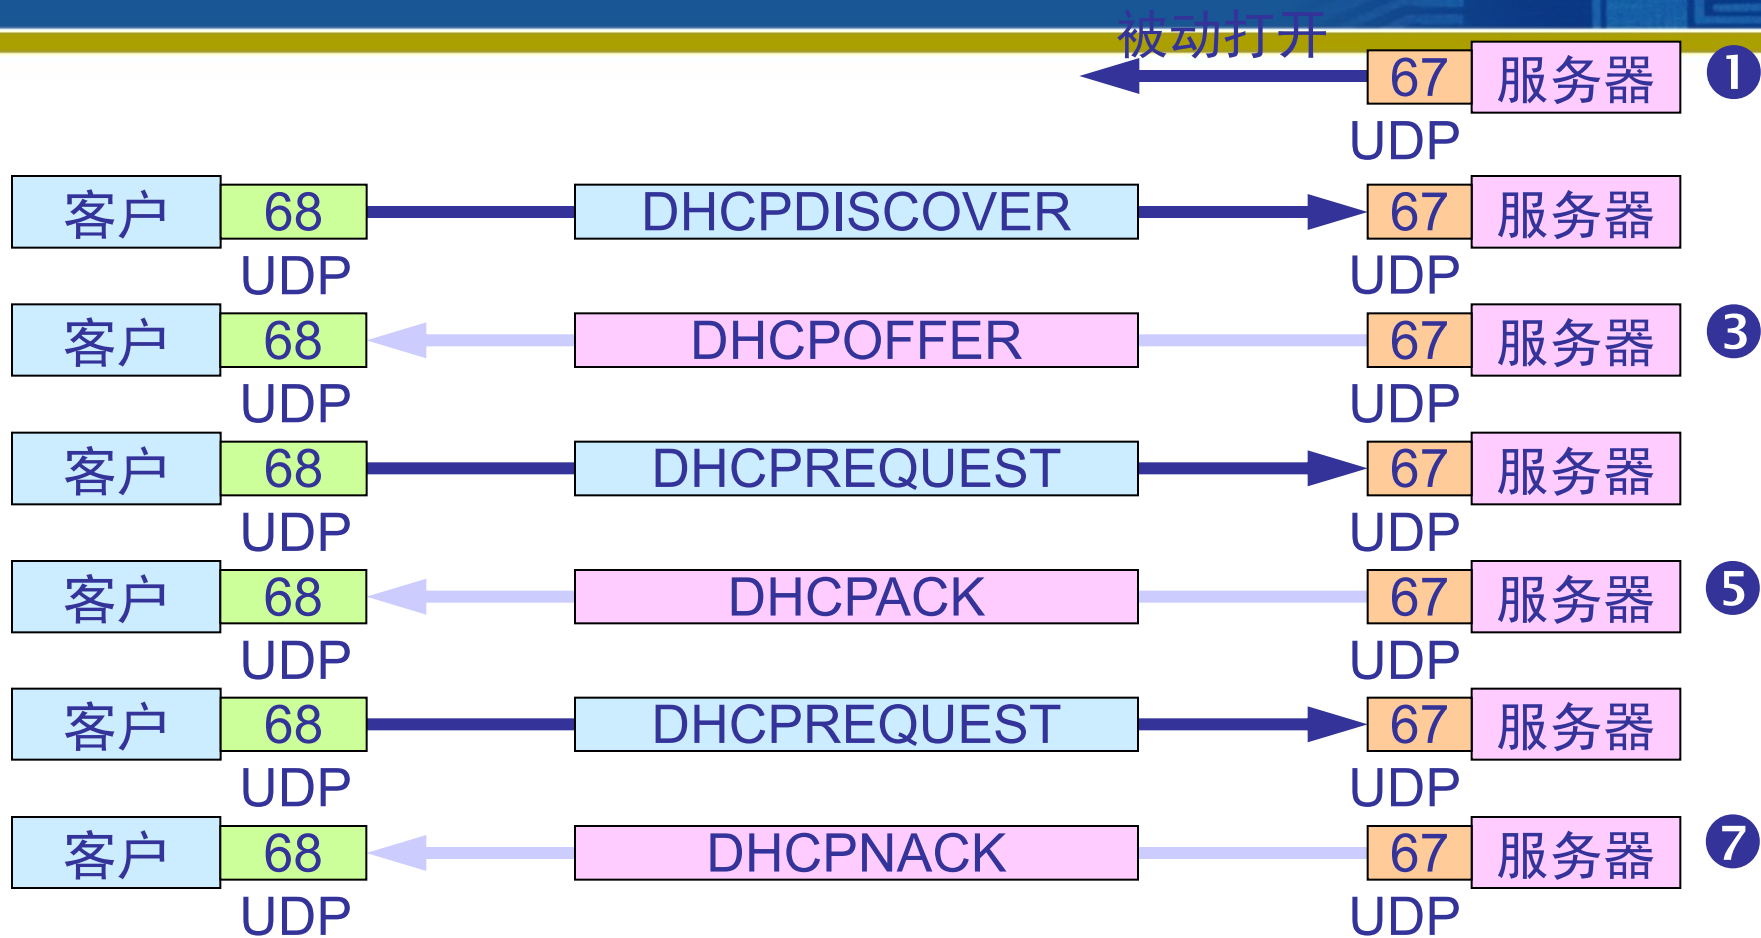 被动打开
67 服务器 ❶
UDP
客户 68 DHCPDISCOVER 67 服务器
UDP UDP
客户 68 DHCPOFFER 67 服务器 ❸
UDP UDP
客户 68 DHCPREQUEST 67 服务器
UDP UDP
客户 68 DHCPACK 67 服务器 ❺
UDP UDP
客户 68 DHCPREQUEST 67 服务器
UDP UDP
客户 68 DHCPNACK 67 服务器 ❼
UDP UDP